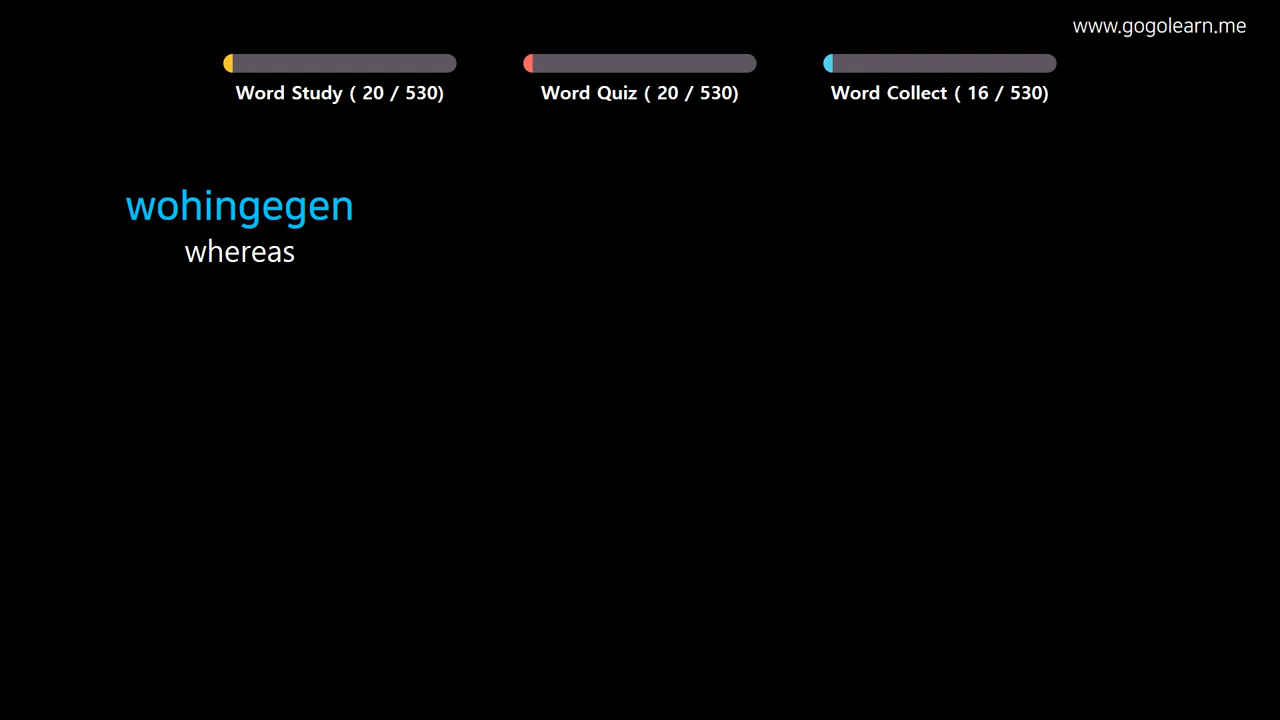 www.gogolearn.me
Word Study ( 20 / 530)
Word Quiz ( 20 / 530)
Word Collect ( 16 / 530)
wohingegen
whereas